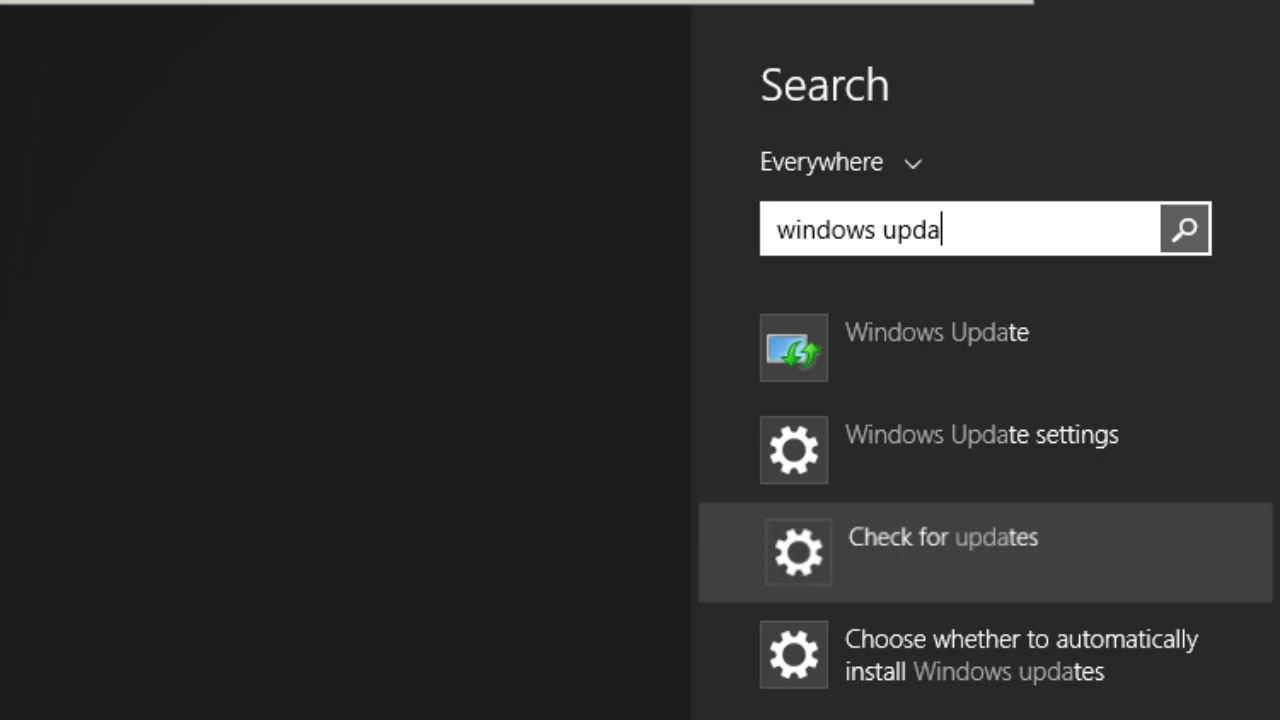 Search
Everywhere
windows upda
Windows Update
Windows Update settings
Check for updates
Choose whether to automatically
install Windows updates